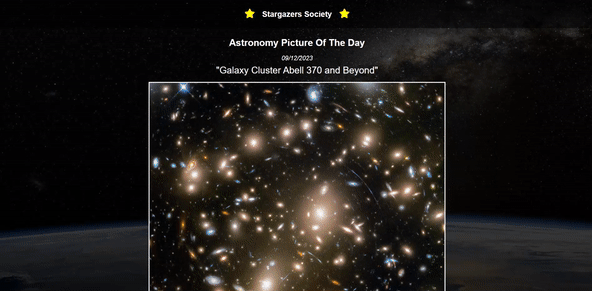 Stargazers Society
Astronomy Picture Of The Day
09/12/2023
"Galaxy Cluster Abell 370 and Beyond"